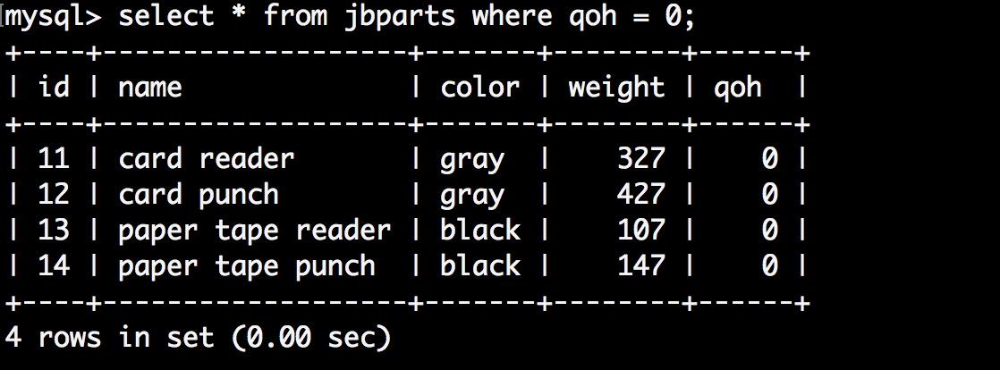 mysql> select * from jbparts where qoh = 0;
+----+-------------------+-------+--------+------+
| id | name              | color | weight | qoh  |
+----+-------------------+-------+--------+------+
| 11 | card reader       | gray  |    327 |    0 |
| 12 | card punch        | gray  |    427 |    0 |
| 13 | paper tape reader | black |    107 |    0 |
| 14 | paper tape punch  | black |    147 |    0 |
+----+-------------------+-------+--------+------+
4 rows in set (0.00 sec)